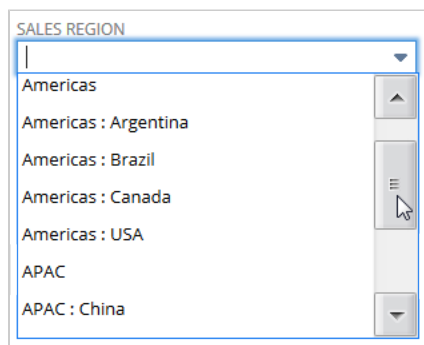 SALES REGION
Americas
Americas : Argentina
Americas : Brazil
Americas : Canada
Americas : USA
APAC
APAC : China